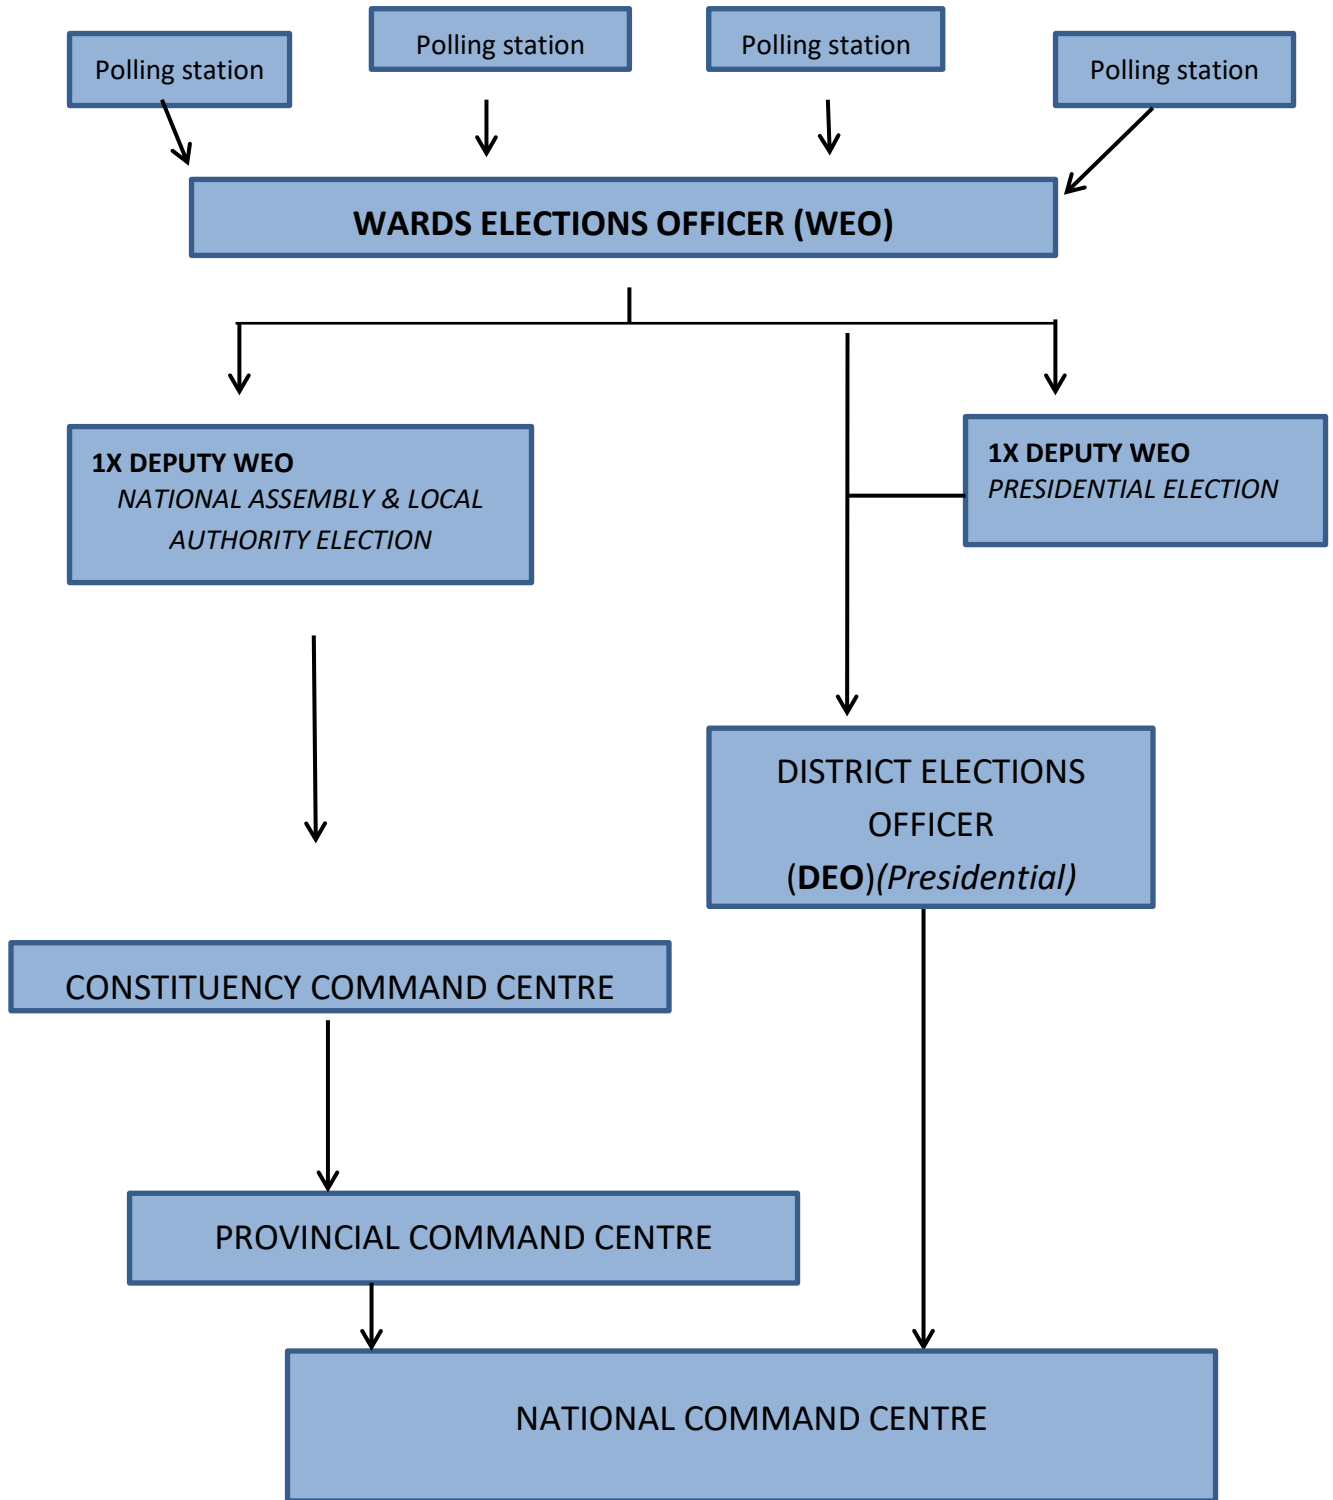 Polling station
Polling station
Polling station
Polling station
WARDS ELECTIONS OFFICER (WEO)
1X DEPUTY WEO
NATIONAL ASSEMBLY & LOCAL
AUTHORITY ELECTION
1X DEPUTY WEO
PRESIDENTIAL ELECTION
DISTRICT ELECTIONS
OFFICER
(DEO)(Presidential)
CONSTITUENCY COMMAND CENTRE
PROVINCIAL COMMAND CENTRE
NATIONAL COMMAND CENTRE